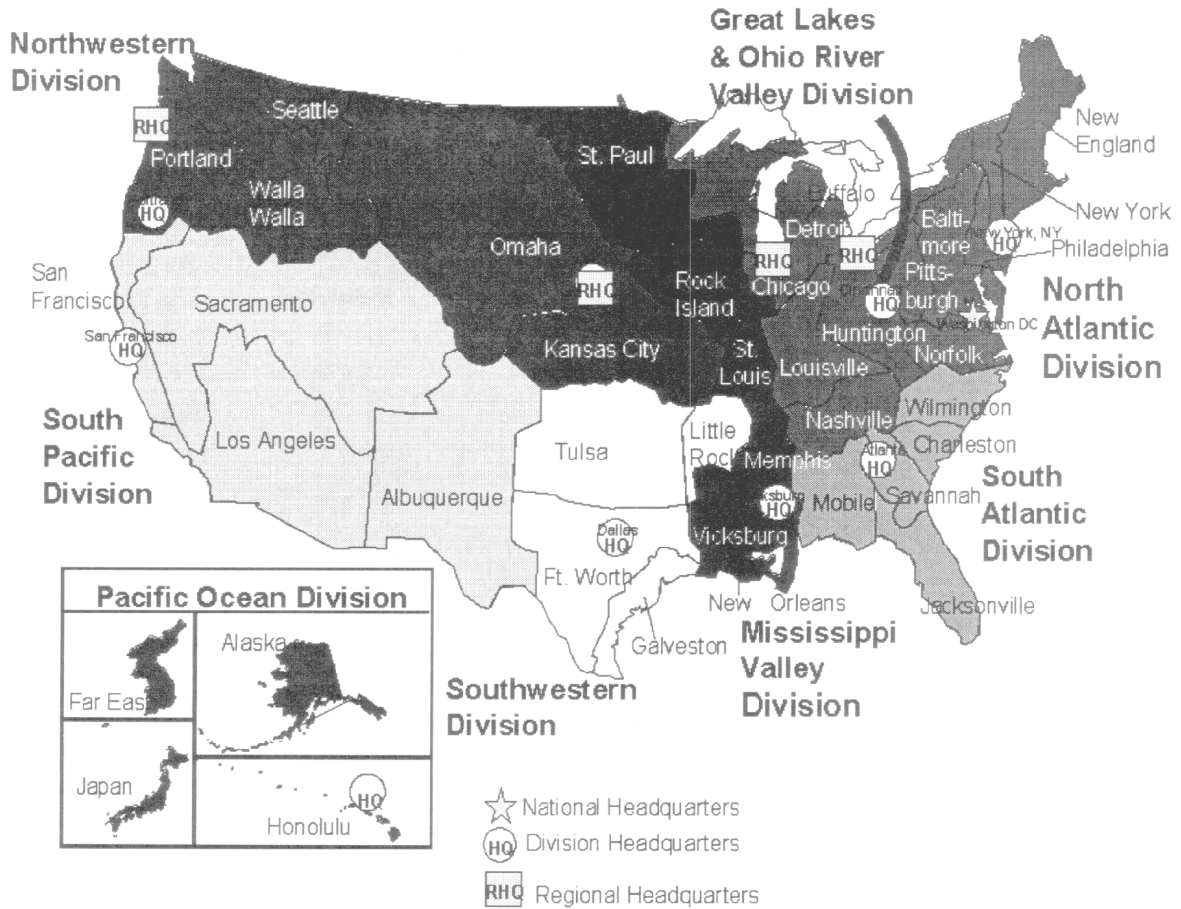 Great Lakes
& Ohio River
Valley Division
Northwestern
Division
Seattle
RHQ
Portland
Walla
Walla
HQ
St. Paul
Omaha
RHQ
Kansas City
Rock
Island
St.
Louis
Buffalo
Detroit
RHQ
RHQ
Chicago
Cincinnati
HQ
Huntington
Louisville
Nashville
Balti-
more
Pitts-
burgh
Norfolk
New
England
New York
New York, NY
HQ
Philadelphia
Washington DC
North
Atlantic
Division
San
Francisco
Sacramento
San Francisco
HQ
Los Angeles
Albuquerque
South
Pacific
Division
Tulsa
Little
Rock
Memphis
Dallas
HQ
Ft. Worth
Galveston
HQ
Vicksburg
New Orleans
Mississippi
Valley
Division
Southwestern
Division
Wilmington
Charleston
Atlanta
HQ
Savannah
Mobile
Jacksonville
South
Atlantic
Division
Pacific Ocean Division
Far East
Alaska
Japan
HQ
Honolulu
National Headquarters
HQ Division Headquarters
RHQ Regional Headquarters